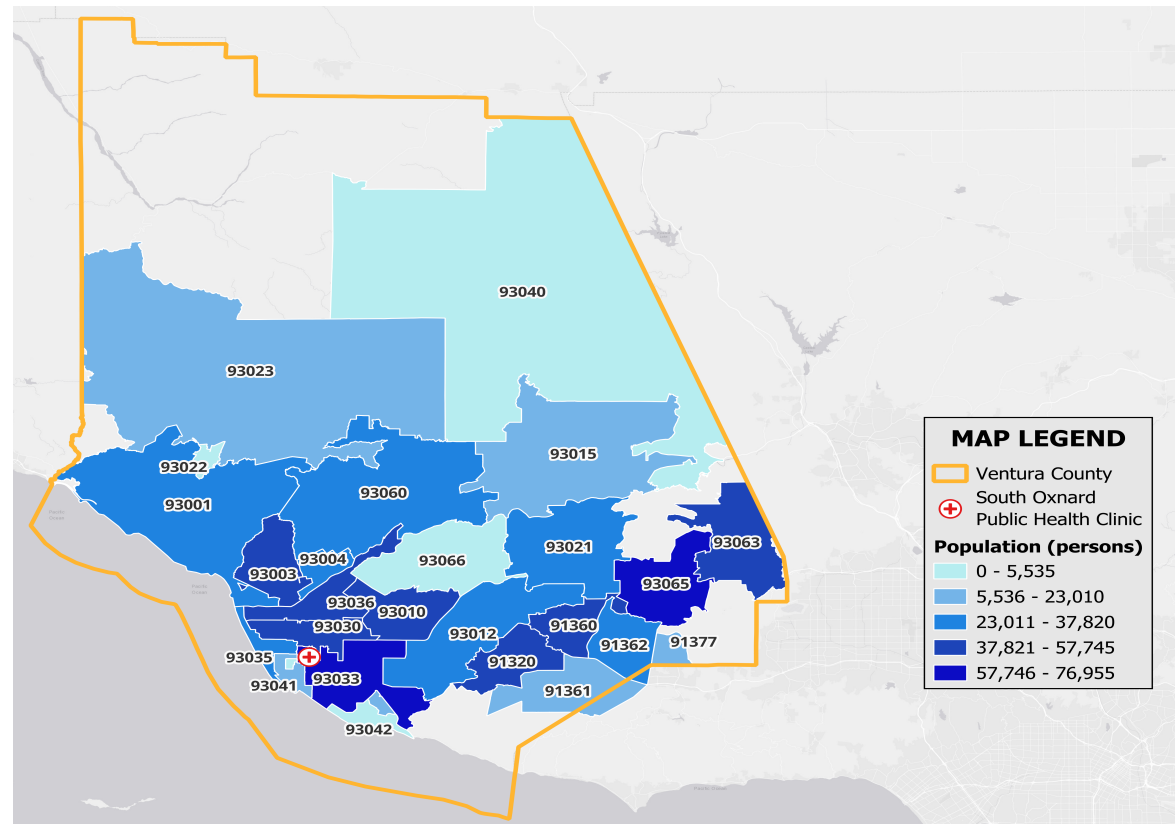 93040
93023
93015
93022
93001
93060
93063
93021
93004
93066
93003
93065
93036
93010
91360
93030
93012
91362
91377
93035
91320
93033
93041
91361
93042
MAP LEGEND
Ventura County
South Oxnard
Public Health Clinic
Population (persons)
0 - 5,535
5,536 - 23,010
23,011 - 37,820
37,821 - 57,745
57,746 - 76,955